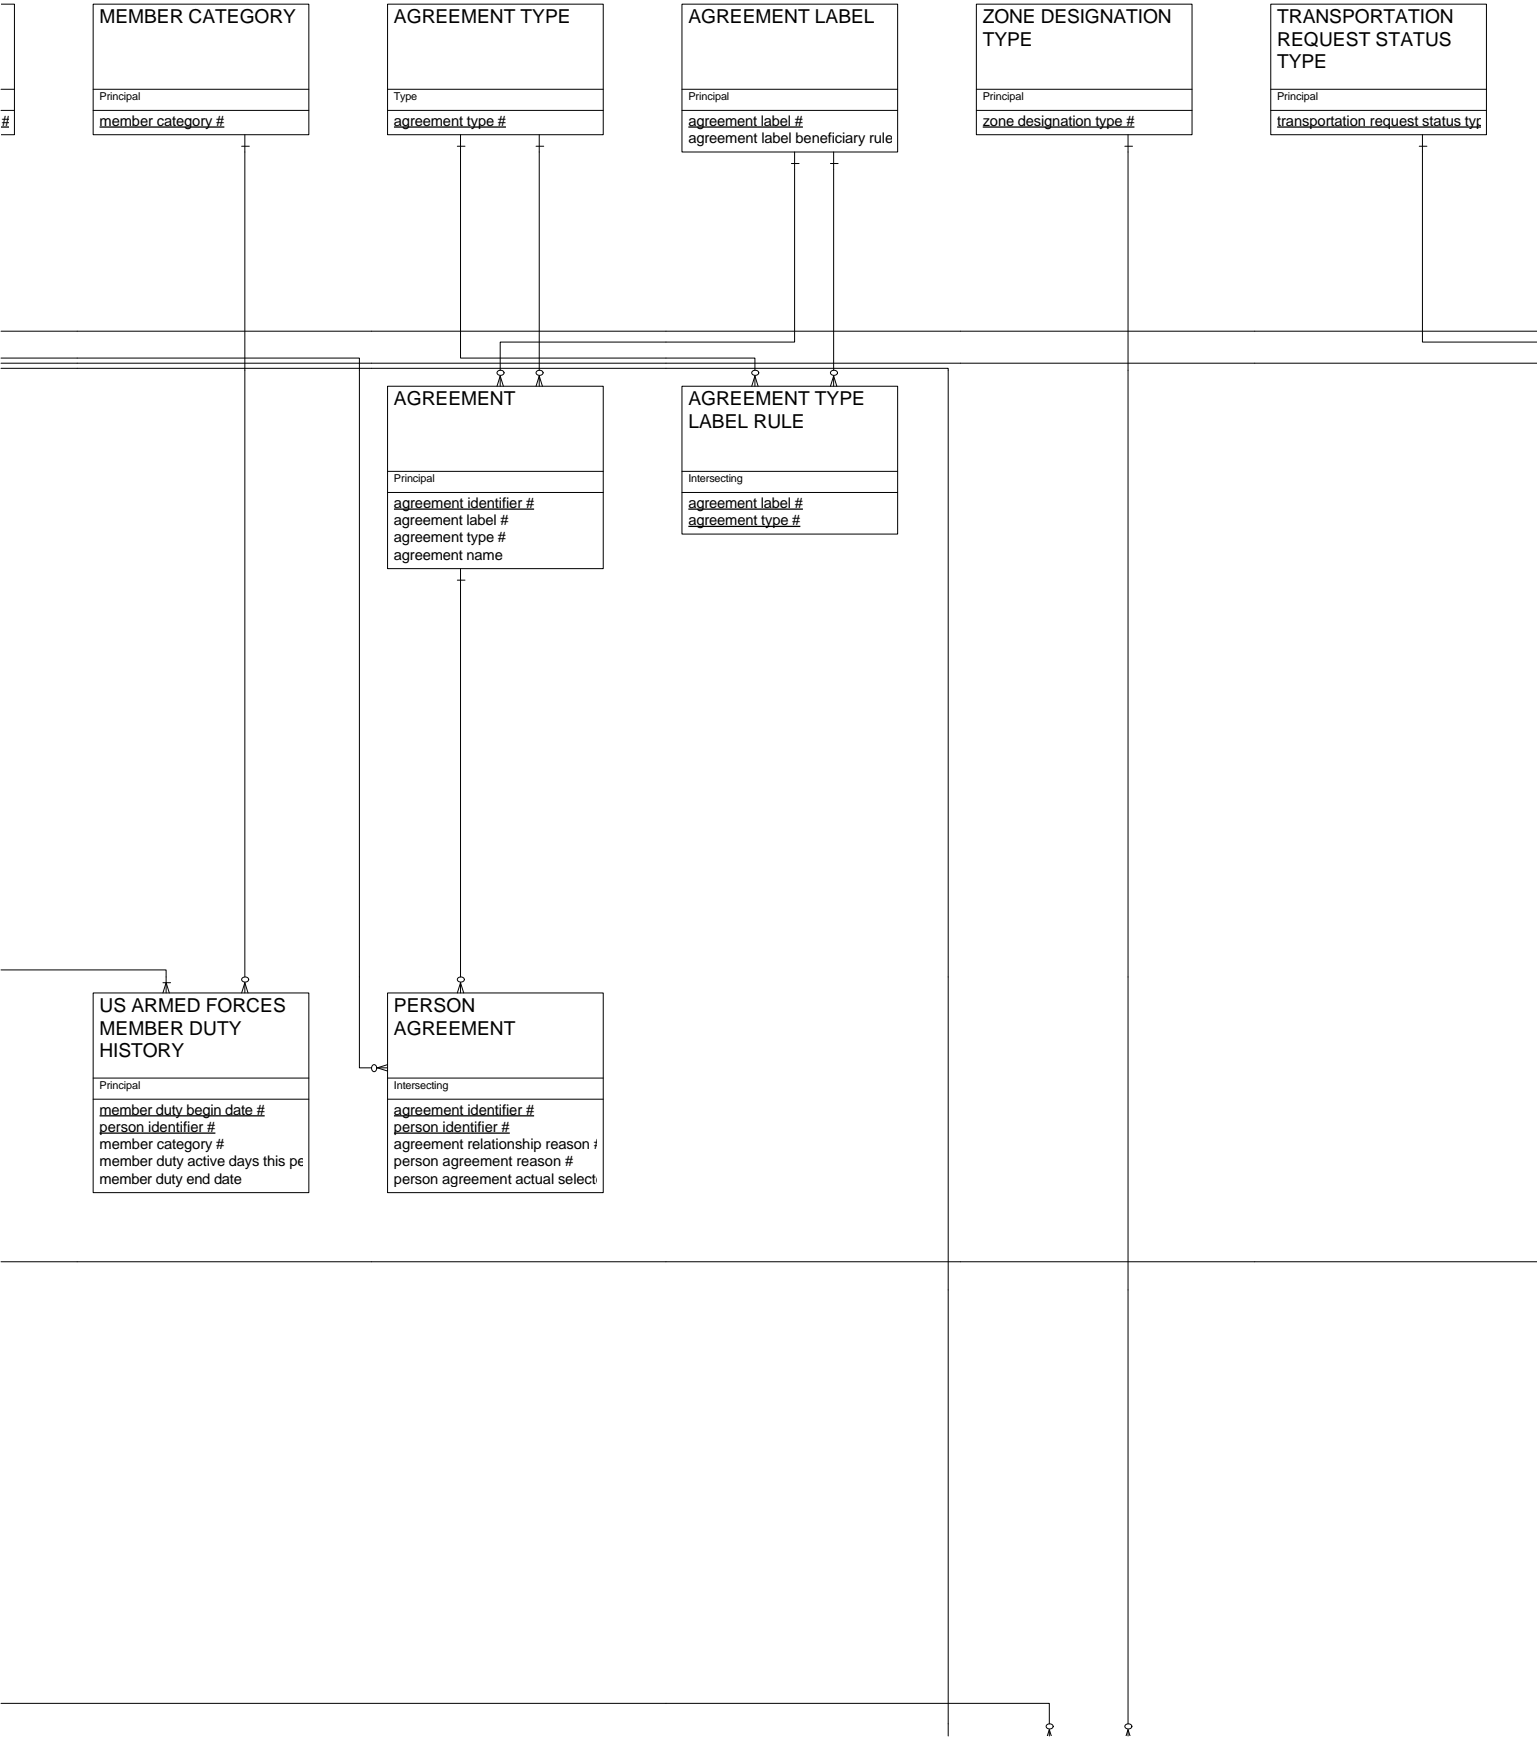 #
MEMBER CATEGORY
Principal
member category #
AGREEMENT TYPE
Type
agreement type #
AGREEMENT LABEL
Principal
agreement label #
agreement label beneficiary rule
ZONE DESIGNATION
TYPE
Principal
zone designation type #
TRANSPORTATION
REQUEST STATUS
TYPE
Principal
transportation request status typ
AGREEMENT
Principal
agreement identifier #
agreement label #
agreement type #
agreement name
AGREEMENT TYPE
LABEL RULE
Intersecting
agreement label #
agreement type #
US ARMED FORCES
MEMBER DUTY
HISTORY
Principal
member duty begin date #
person identifier #
member category #
member duty active days this pe
member duty end date
PERSON
AGREEMENT
Intersecting
agreement identifier #
person identifier #
agreement relationship reason #
person agreement reason #
person agreement actual select